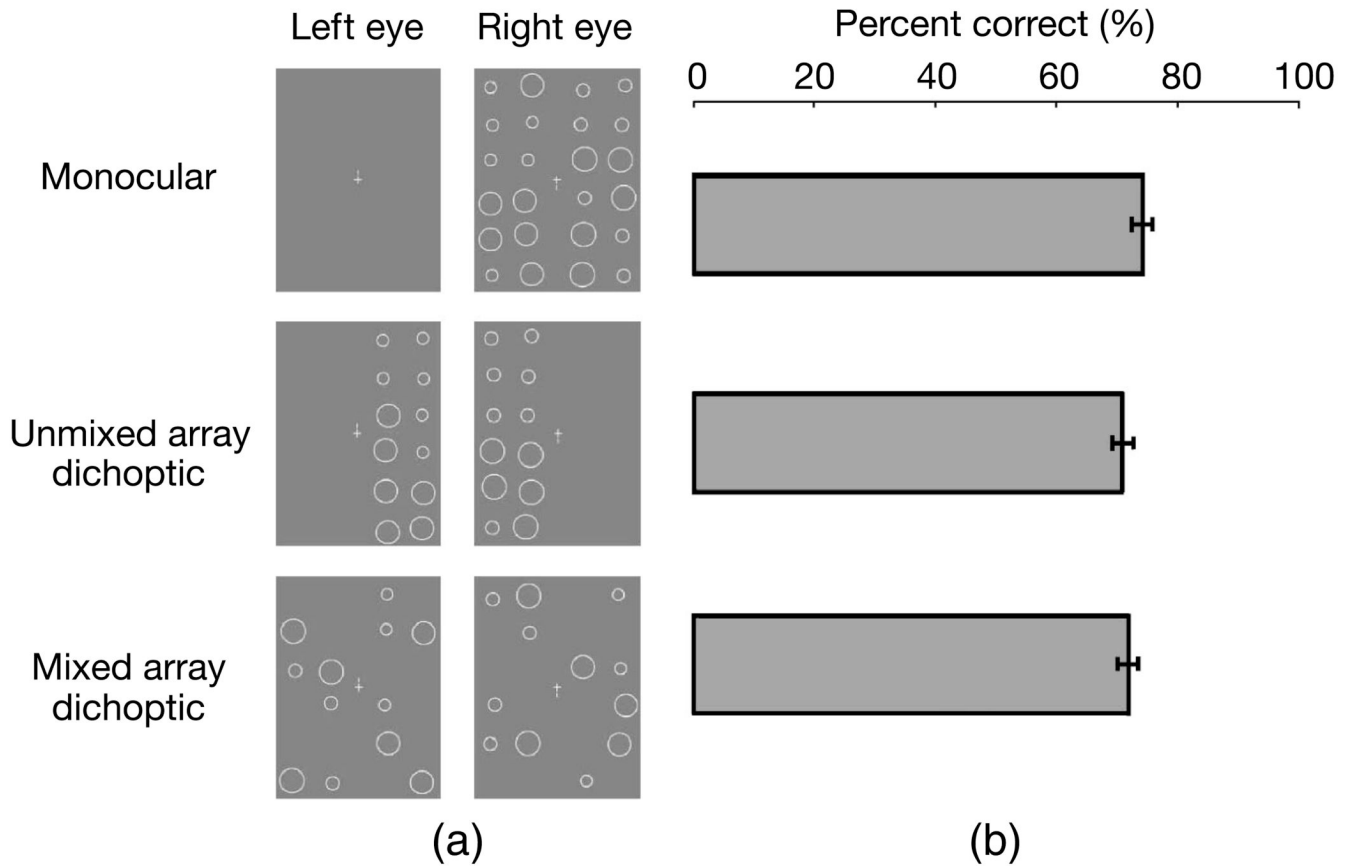 Left eye
Right eye
Percent correct (%)
0 20 40 60 80 100
Monocular
Unmixed array
dichoptic
Mixed array
dichoptic
(a)
(b)